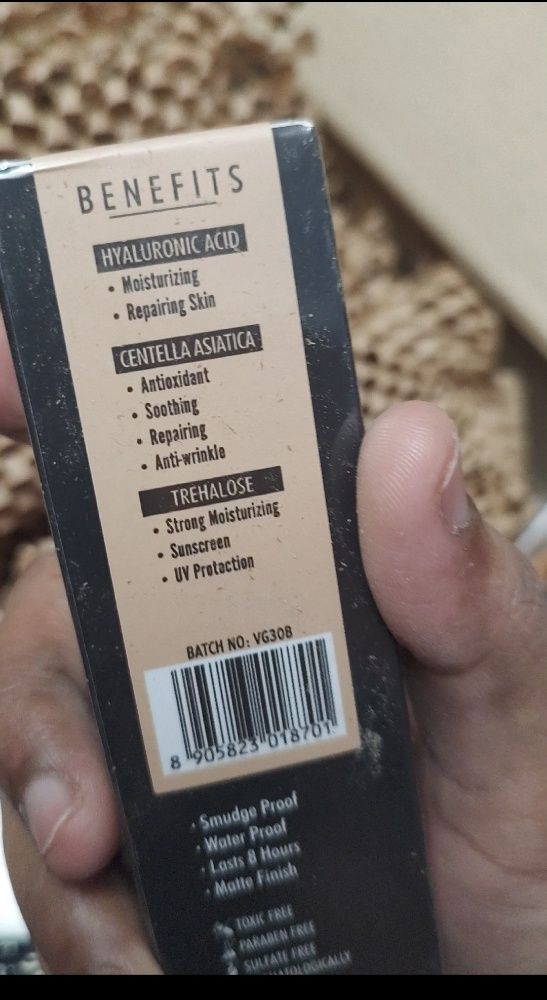 BENEFITS
HYALURONIC ACID
• Moisturizing
• Repairing Skin
CENTELLA ASIATICA
• Antioxidant
• Soothing
• Repairing
• Anti-wrinkle
TREHALOSE
• Strong Moisturizing
• Sunscreen
• UV Protaction
BATCH NO: VG30B
8 905823 018701
• Smudge Proof
• Water Proof
• Lasts 8 Hours
• Matte Finish
TOXIC FREE
PARABEN FREE
SULFATE FREE